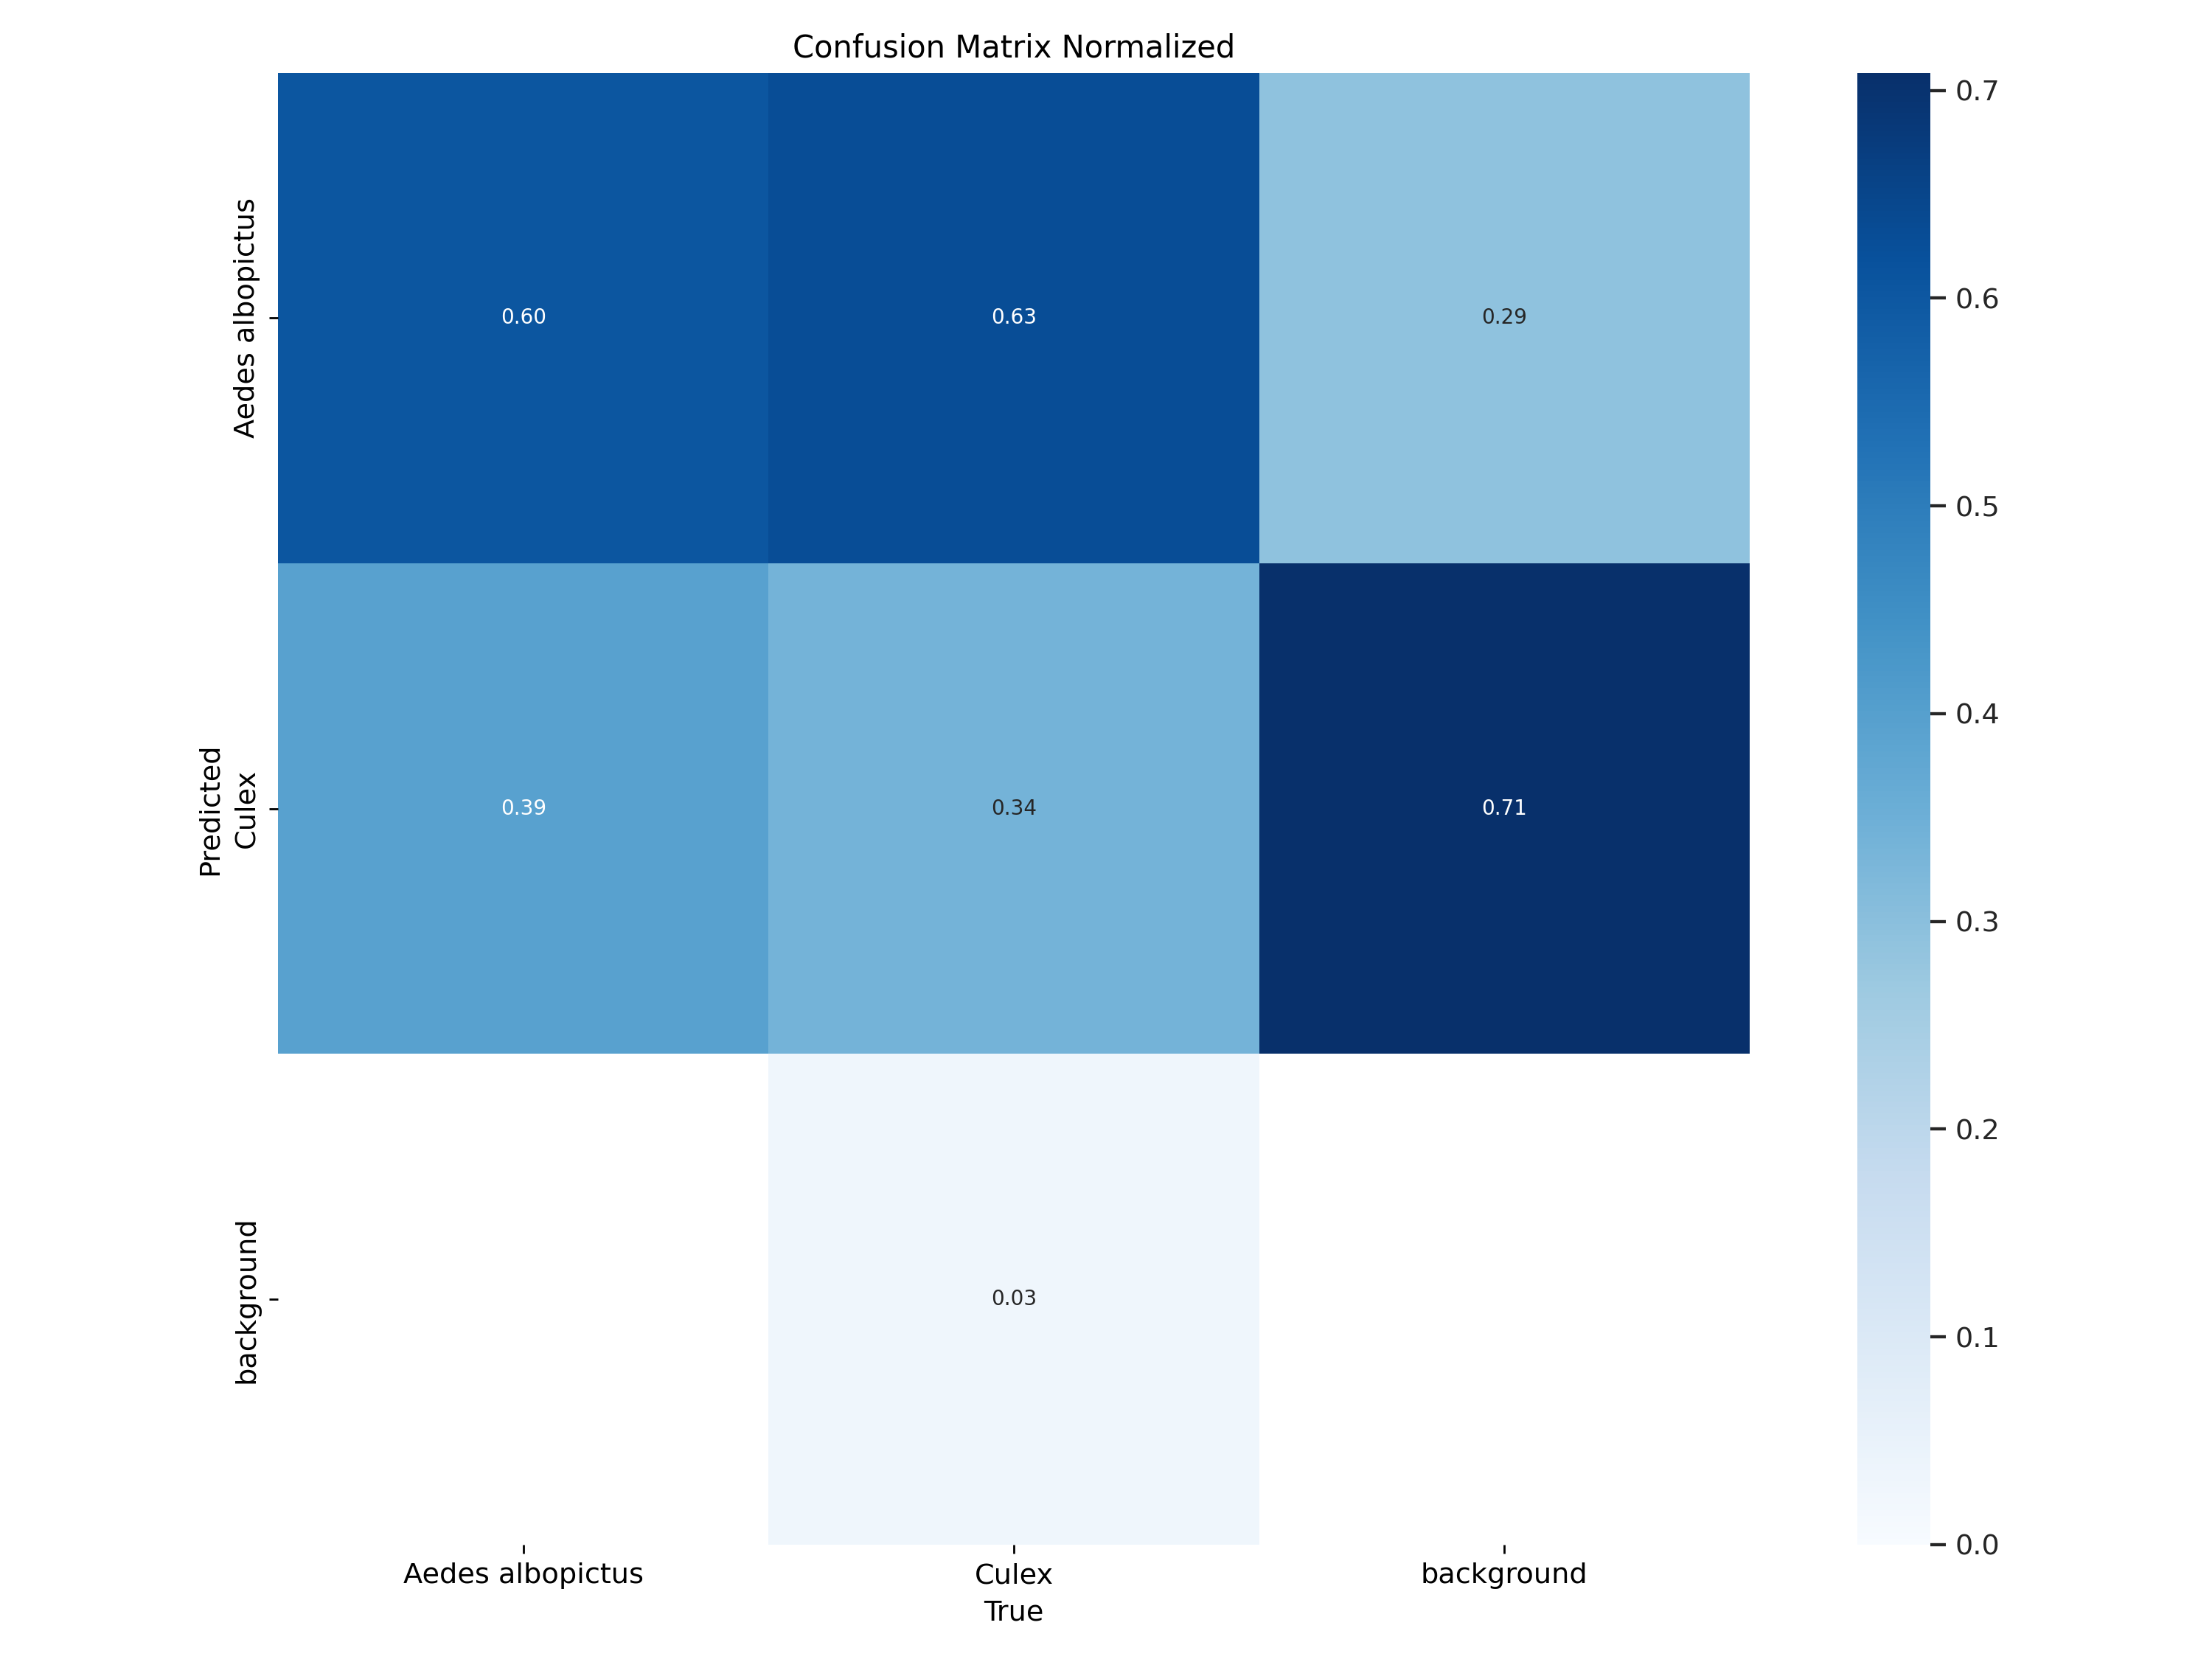 Confusion Matrix Normalized
Aedes albopictus
0.60
0.63
0.29
Predicted
Culex
0.39
0.34
0.71
background
0.03
Aedes albopictus
Culex
background
True
0.7
0.6
0.5
0.4
0.3
0.2
0.1
0.0